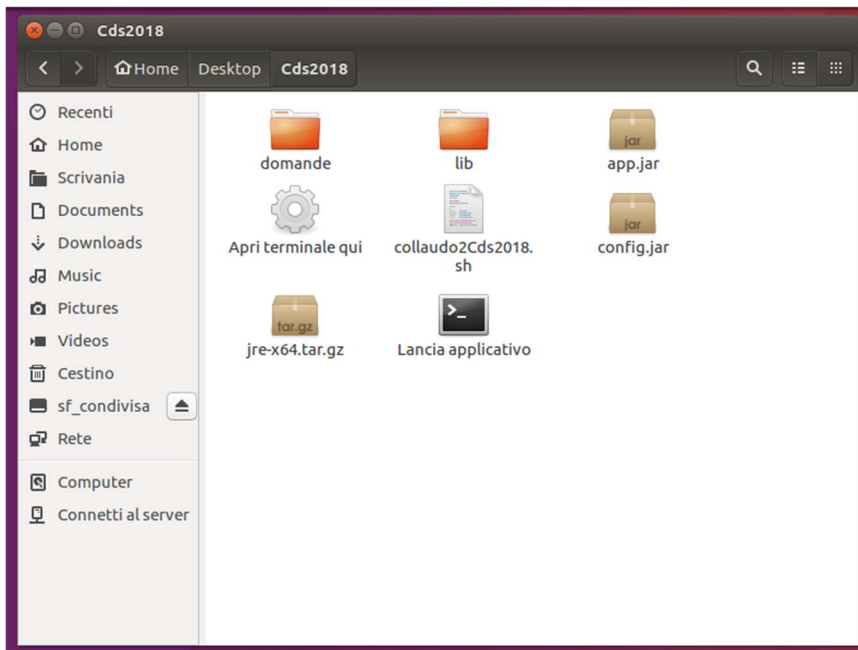 Cds2018
Home Desktop Cds2018
Recenti
Home
Scrivania
Documents
Downloads
Music
Pictures
Videos
Cestino
sf_condivisa
Rete
Computer
Connetti al server
domande
lib
jar
app.jar
Apri terminale qui
collaudo2Cds2018.
sh
jar
config.jar
tar.gz
jre-x64.tar.gz
>_
Lancia applicativo